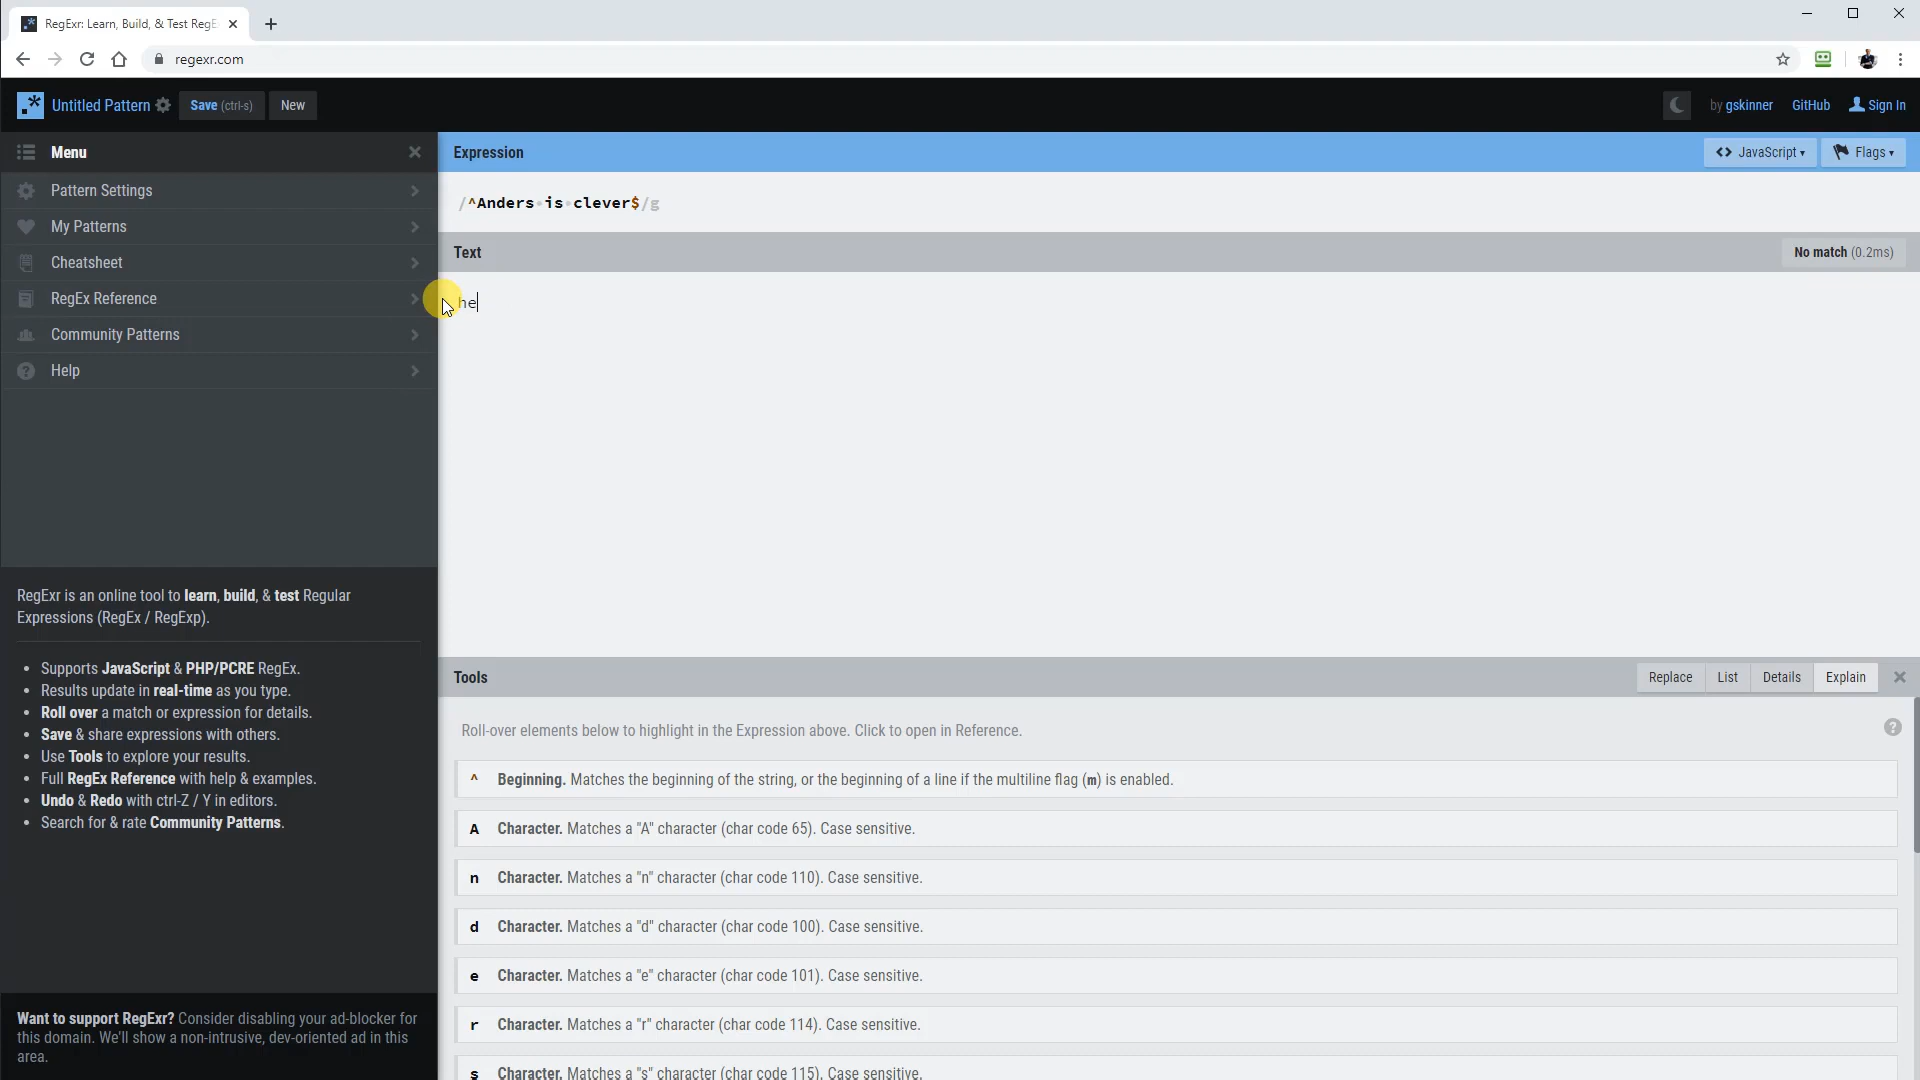 RegExr: Learn, Build, & Test RegE
regexr.com
Untitled Pattern Save (ctrl-s) New by gskinner GitHub Sign In
Menu
Pattern Settings
My Patterns
Cheatsheet
RegEx Reference
Community Patterns
Help
RegExr is an online tool to learn, build, & test Regular
Expressions (RegEx / RegExp).
• Supports JavaScript & PHP/PCRE RegEx.
• Results update in real-time as you type.
• Roll over a match or expression for details.
• Save & share expressions with others.
• Use Tools to explore your results.
• Full RegEx Reference with help & examples.
• Undo & Redo with ctrl-Z / Y in editors.
• Search for & rate Community Patterns.
Want to support RegExr? Consider disabling your ad-blocker for
this domain. We'll show a non-intrusive, dev-oriented ad in this
area.
Expression <> JavaScript Flags
/^Anders is clever$/g
Text No match (0.2ms)
he
Tools Replace List Details Explain
Roll-over elements below to highlight in the Expression above. Click to open in Reference.
^ Beginning. Matches the beginning of the string, or the beginning of a line if the multiline flag (m) is enabled.
A Character. Matches a "A" character (char code 65). Case sensitive.
n Character. Matches a "n" character (char code 110). Case sensitive.
d Character. Matches a "d" character (char code 100). Case sensitive.
e Character. Matches a "e" character (char code 101). Case sensitive.
r Character. Matches a "r" character (char code 114). Case sensitive.
s Character. Matches a "s" character (char code 115). Case sensitive.